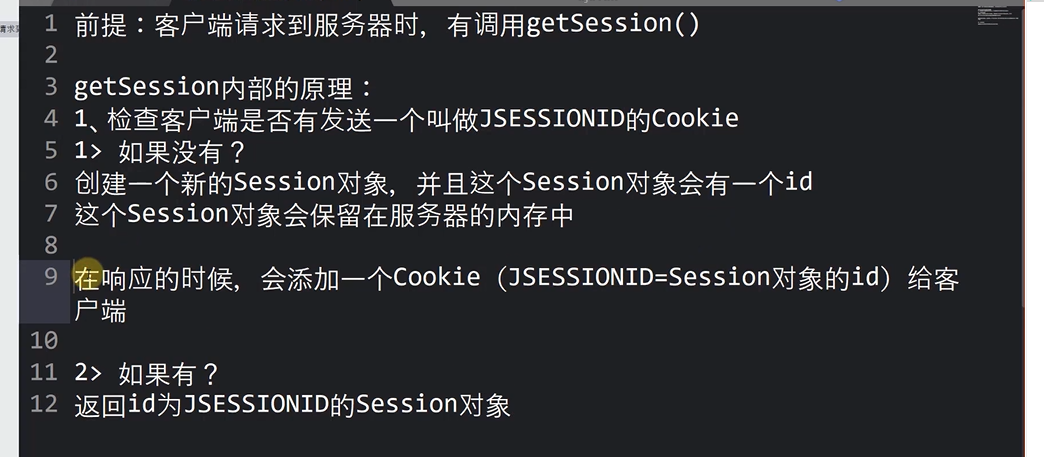 请求到
1 前提：客户端请求到服务器时，有调用getSession()
2
3 getSession内部的原理：
4 1、检查客户端是否有发送一个叫做JSESSIONID的Cookie
5 1> 如果没有？
6 创建一个新的Session对象，并且这个Session对象会有一个id
7 这个Session对象会保留在服务器的内存中
8
9 在响应的时候，会添加一个Cookie（JSESSIONID=Session对象的id）给客
户端
10
11 2> 如果有？
12 返回id为JSESSIONID的Session对象